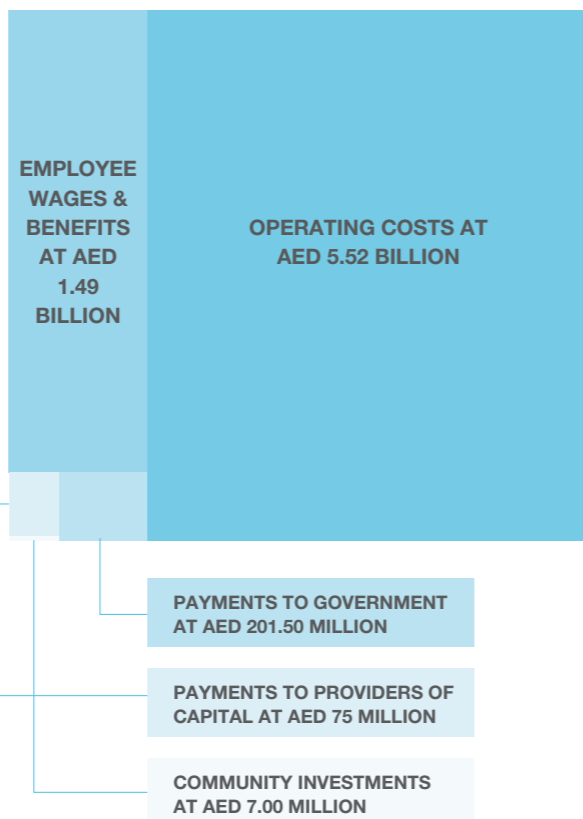 EMPLOYEE
WAGES &
BENEFITS
AT AED
1.49
BILLION
OPERATING COSTS AT
AED 5.52 BILLION
PAYMENTS TO GOVERNMENT
AT AED 201.50 MILLION
PAYMENTS TO PROVIDERS OF
CAPITAL AT AED 75 MILLION
COMMUNITY INVESTMENTS
AT AED 7.00 MILLION